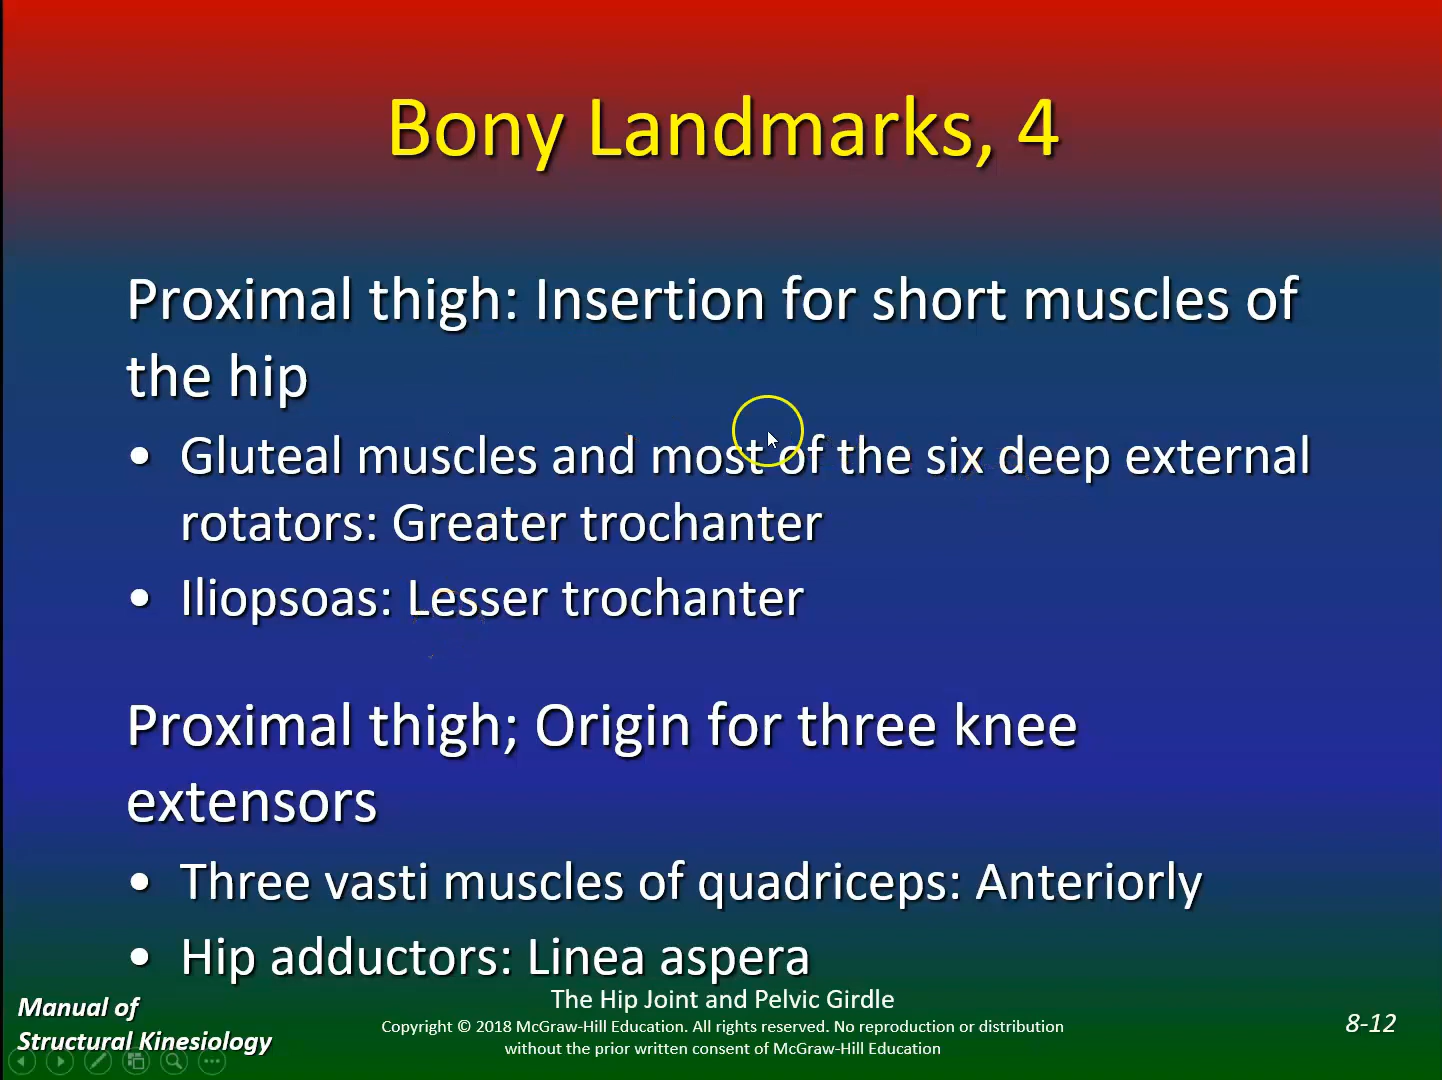 Bony Landmarks, 4
Proximal thigh: Insertion for short muscles of
the hip
• Gluteal muscles and most of the six deep external
rotators: Greater trochanter
• Iliopsoas: Lesser trochanter
Proximal thigh; Origin for three knee
extensors
• Three vasti muscles of quadriceps: Anteriorly
• Hip adductors: Linea aspera
Manual of
Structural Kinesiology
The Hip Joint and Pelvic Girdle
Copyright © 2018 McGraw-Hill Education. All rights reserved. No reproduction or distribution
without the prior written consent of McGraw-Hill Education
8-12